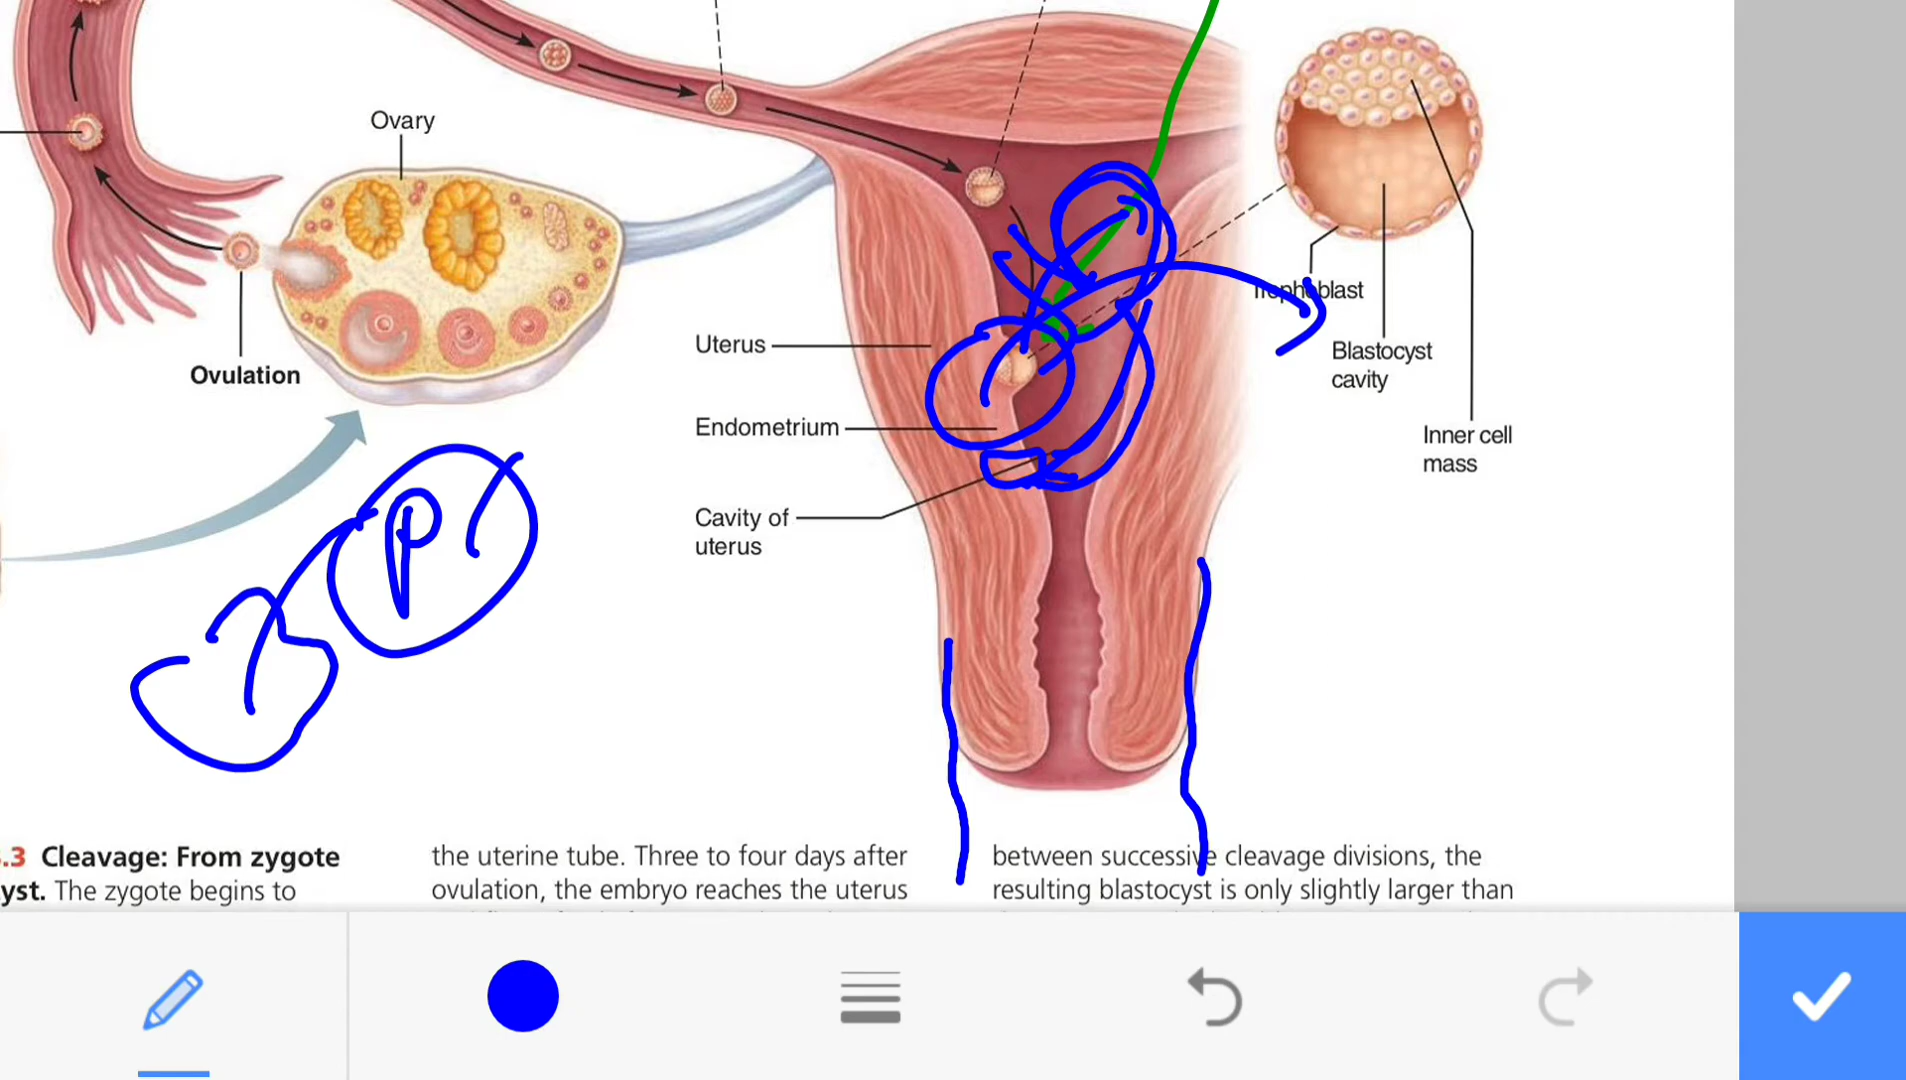 Ovary
Ovulation
Uterus
Endometrium
Cavity of
uterus
Trophoblast
Blastocyst
cavity
Inner cell
mass
P
.3 Cleavage: From zygote
yst. The zygote begins to
the uterine tube. Three to four days after
ovulation, the embryo reaches the uterus
between successive cleavage divisions, the
resulting blastocyst is only slightly larger than